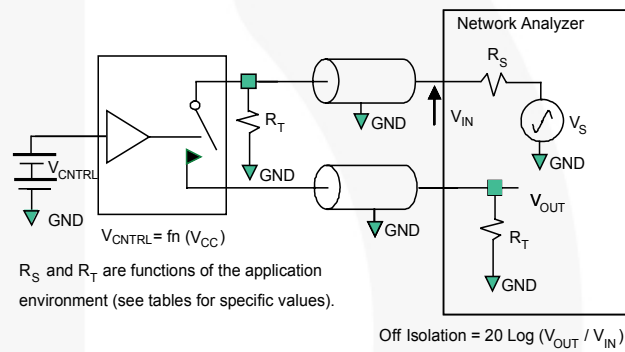 Network Analyzer
R_S
V_S
GND
V_IN
GND
R_T
GND
V_CNTRL
GND
GND
V_OUT
R_T
GND
V_CNTRL = fn (V_CC)
R_S and R_T are functions of the application
environment (see tables for specific values).
Off Isolation = 20 Log (V_OUT / V_IN)